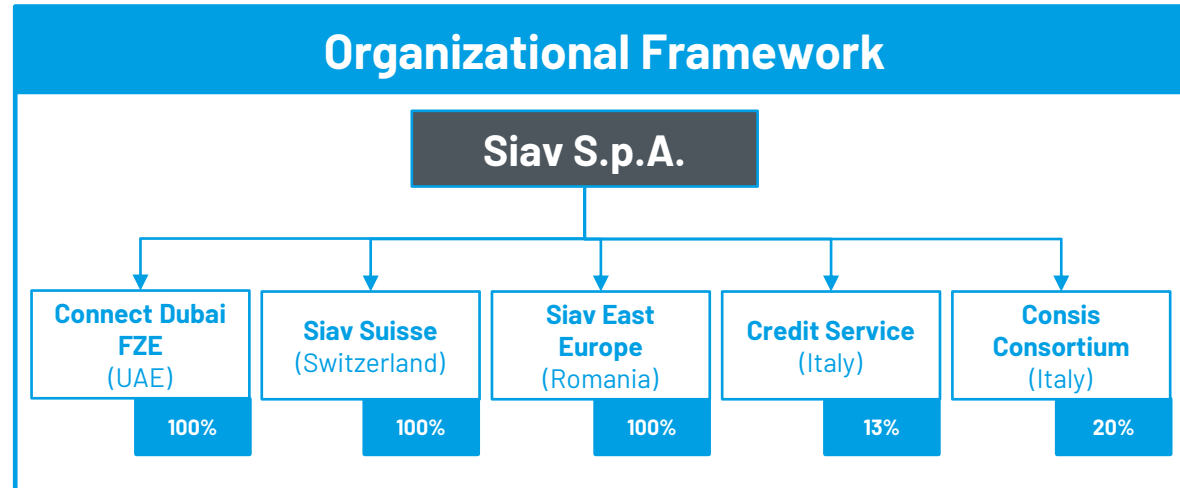 Organizational Framework
Siav S.p.A.
Connect Dubai
FZE
(UAE)
100%
Siav Suisse
(Switzerland)
100%
Siav East
Europe
(Romania)
100%
Credit Service
(Italy)
13%
Consis
Consortium
(Italy)
20%